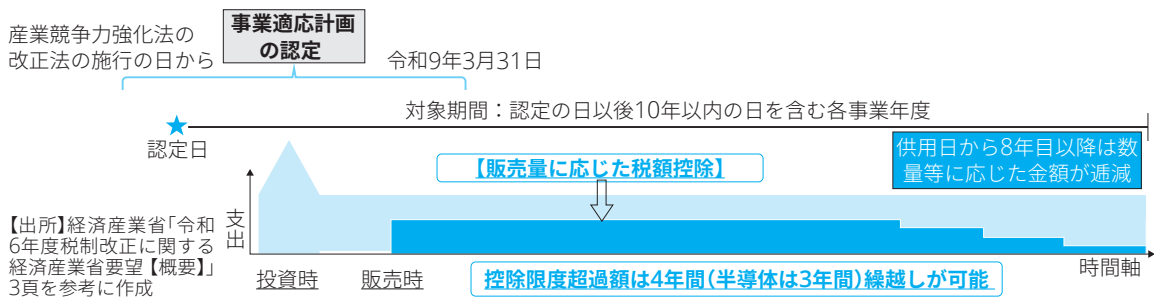 産業競争力強化法の
改正法の施行の日から
事業適応計画
の認定
令和9年3月31日
対象期間：認定の日以後10年以内の日を含む各事業年度
認定日
供用日から8年目以降は数
量等に応じた金額が逓減
【販売量に応じた税額控除】
支出
【出所】経済産業省「令和
6年度税制改正に関する
経済産業省要望【概要】」
3頁を参考に作成
投資時
販売時
控除限度超過額は4年間（半導体は3年間）繰越しが可能
時間軸